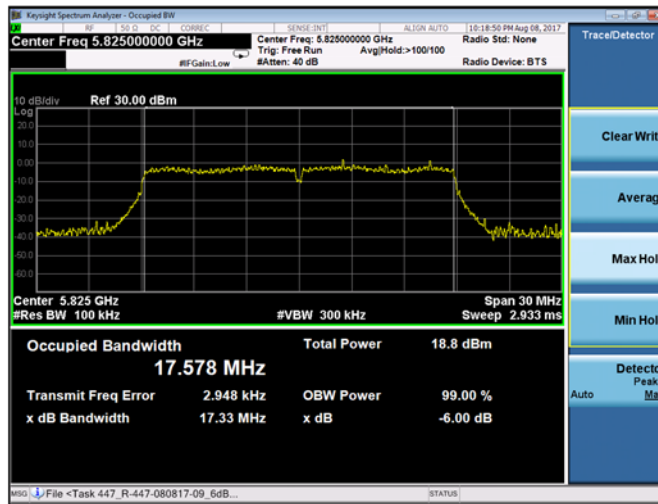 Keysight Spectrum Analyzer - Occupied BW
RF 50 Ω DC CORREC SENSE:INT ALIGN AUTO 10:18:50 PM Aug 08, 2017
Center Freq 5.825000000 GHz
Center Freq: 5.825000000 GHz
Radio Std: None
Trig: Free Run Avg|Hold:>100/100
#IFGain:Low #Atten: 40 dB Radio Device: BTS
Trace/Detector
10 dB/div Ref 30.00 dBm
Log
20.0
10.0
0.00
-10.0
-20.0
-30.0
-40.0
-50.0
-60.0
Clear Writ
Averag
Max Hol
Min Hol
Detecto
Peak
Auto Ma
Center 5.825 GHz Span 30 MHz
#Res BW 100 kHz #VBW 300 kHz Sweep 2.933 ms
Occupied Bandwidth Total Power 18.8 dBm
17.578 MHz
Transmit Freq Error 2.948 kHz OBW Power 99.00 %
x dB Bandwidth 17.33 MHz x dB -6.00 dB
MSG File <Task 447_R-447-080817-09_6dB... STATUS